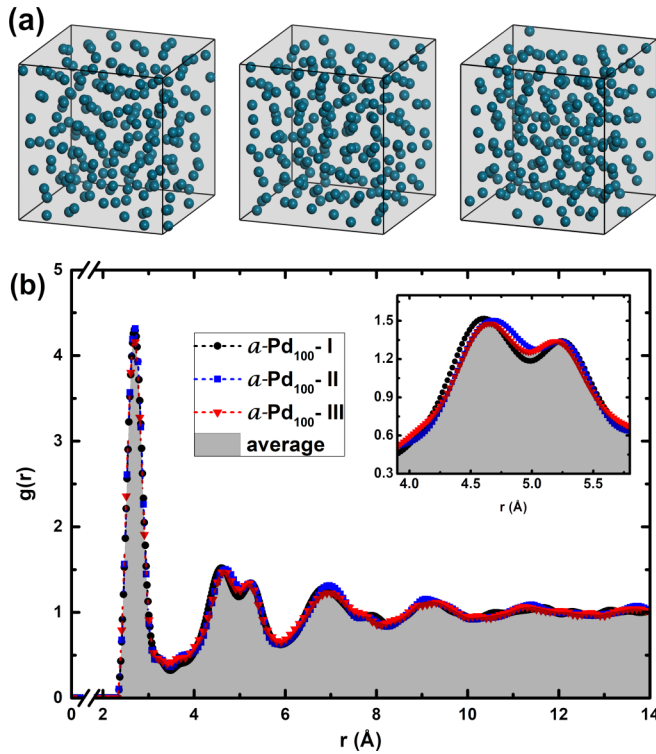 (a)
(b)
5
4
3
2
1
0
g(r)
0 2 4 6 8 10 12 14
r (Å)
a-Pd100- I
a-Pd100- II
a-Pd100- III
average
1.5
1.2
0.9
0.6
0.3
4.0 4.5 5.0 5.5
r (Å)